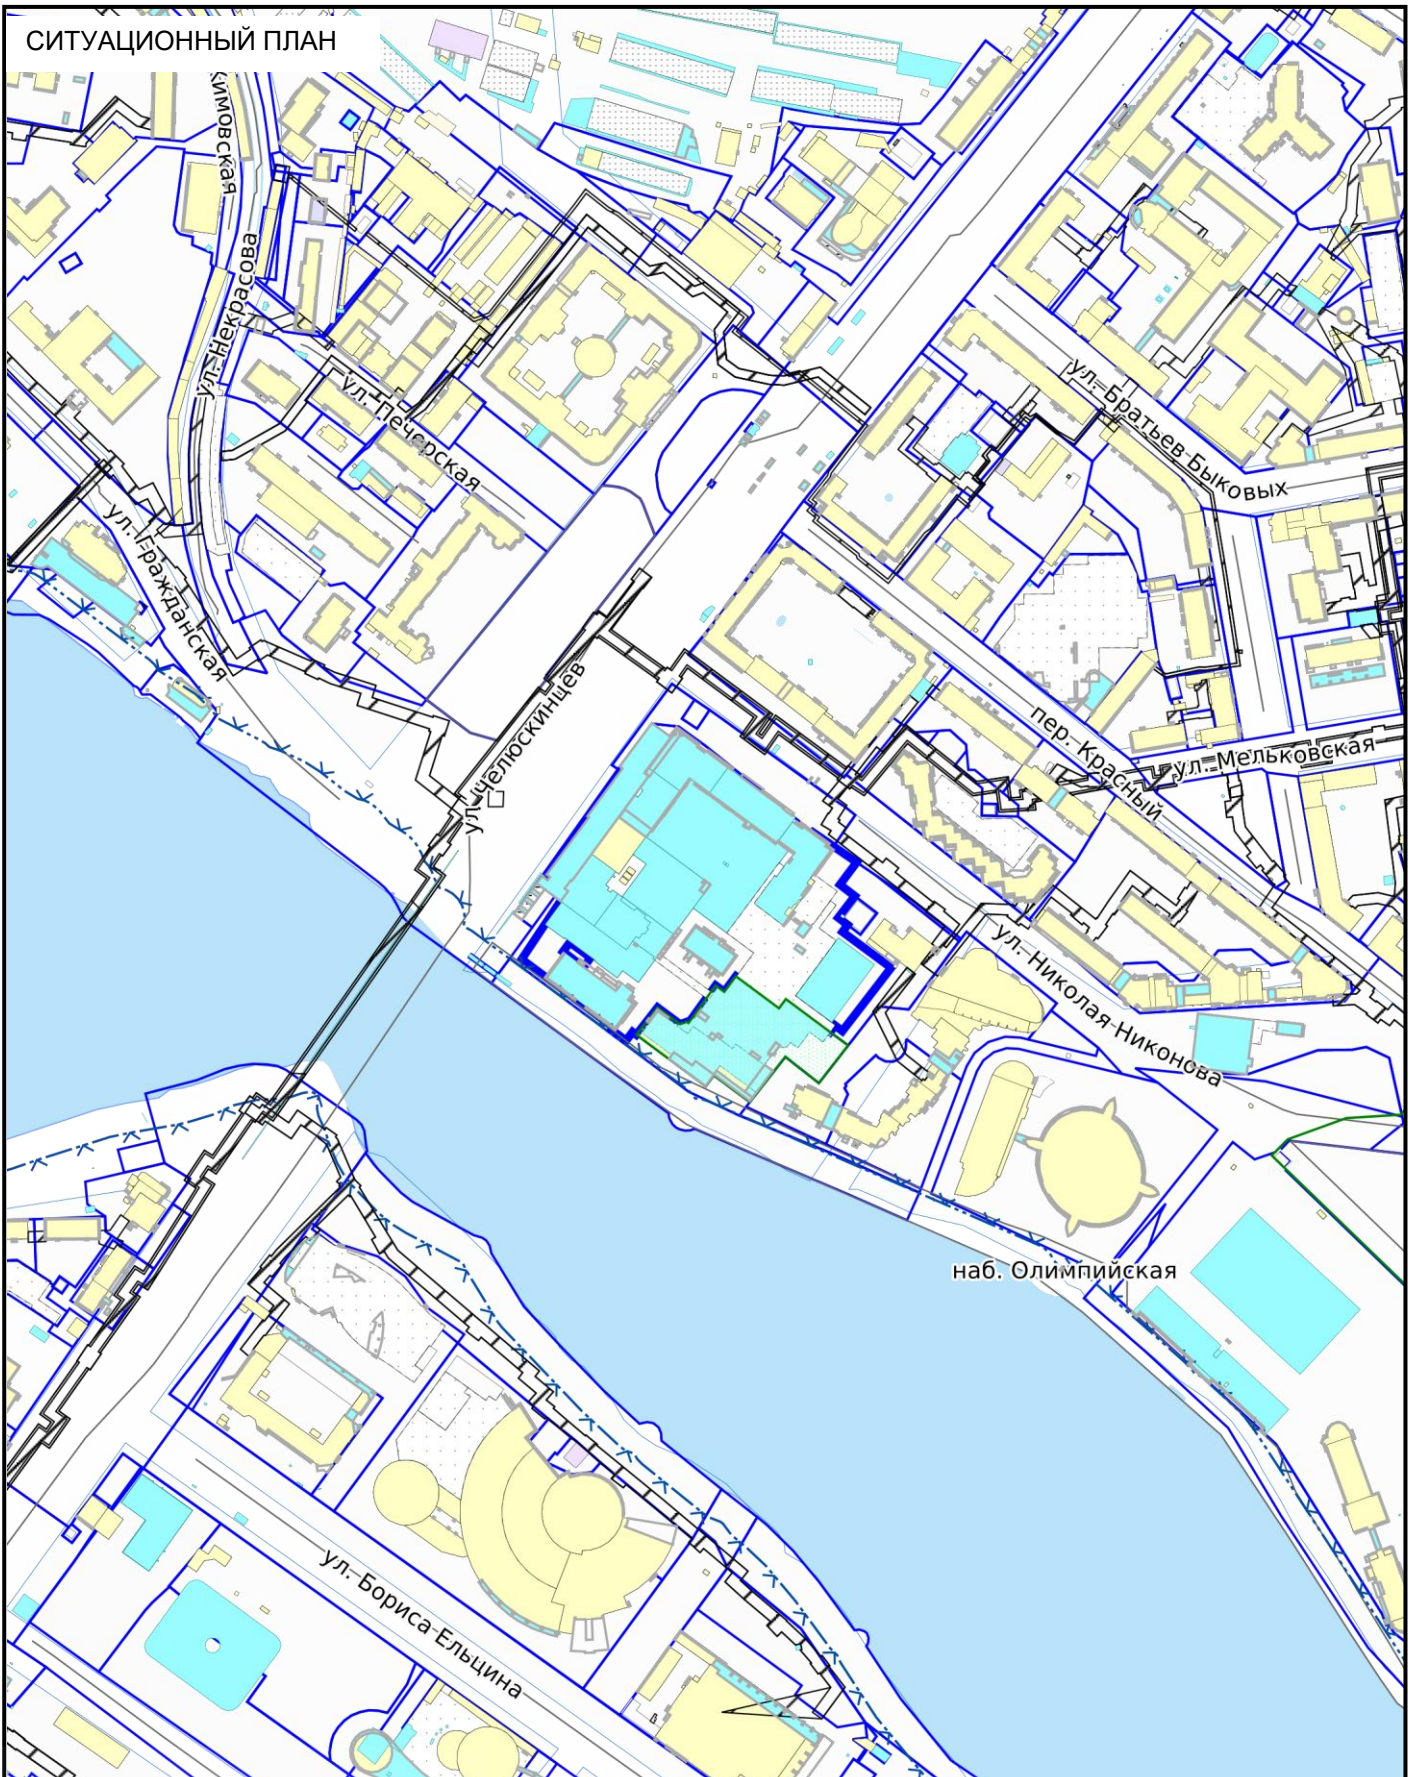 СИТУАЦИОННЫЙ ПЛАН
ул. Некрасова
ул. Печерская
ул. Братьев Быковых
ул. Гражданская
ул. Челюскинцев
пер. Красный
ул. Мельковская
ул. Николая Никонова
наб. Олимпийская
ул. Бориса Ельцина